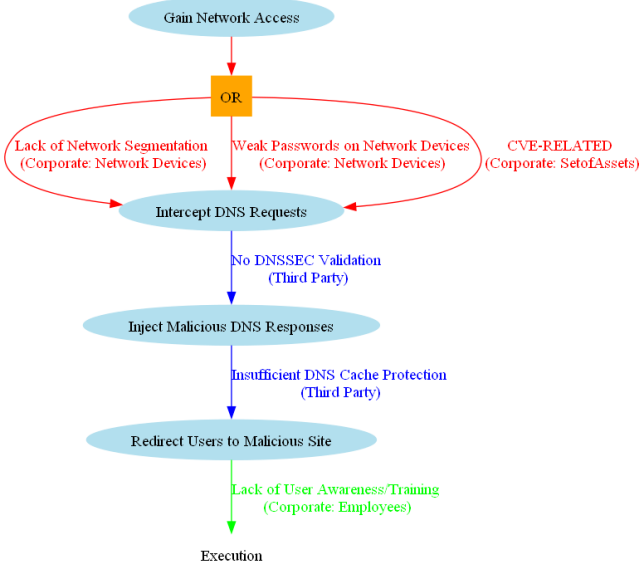 Gain Network Access
OR
Lack of Network Segmentation
(Corporate: Network Devices)
Weak Passwords on Network Devices
(Corporate: Network Devices)
CVE-RELATED
(Corporate: SetofAssets)
Intercept DNS Requests
No DNSSEC Validation
(Third Party)
Inject Malicious DNS Responses
Insufficient DNS Cache Protection
(Third Party)
Redirect Users to Malicious Site
Lack of User Awareness/Training
(Corporate: Employees)
Execution